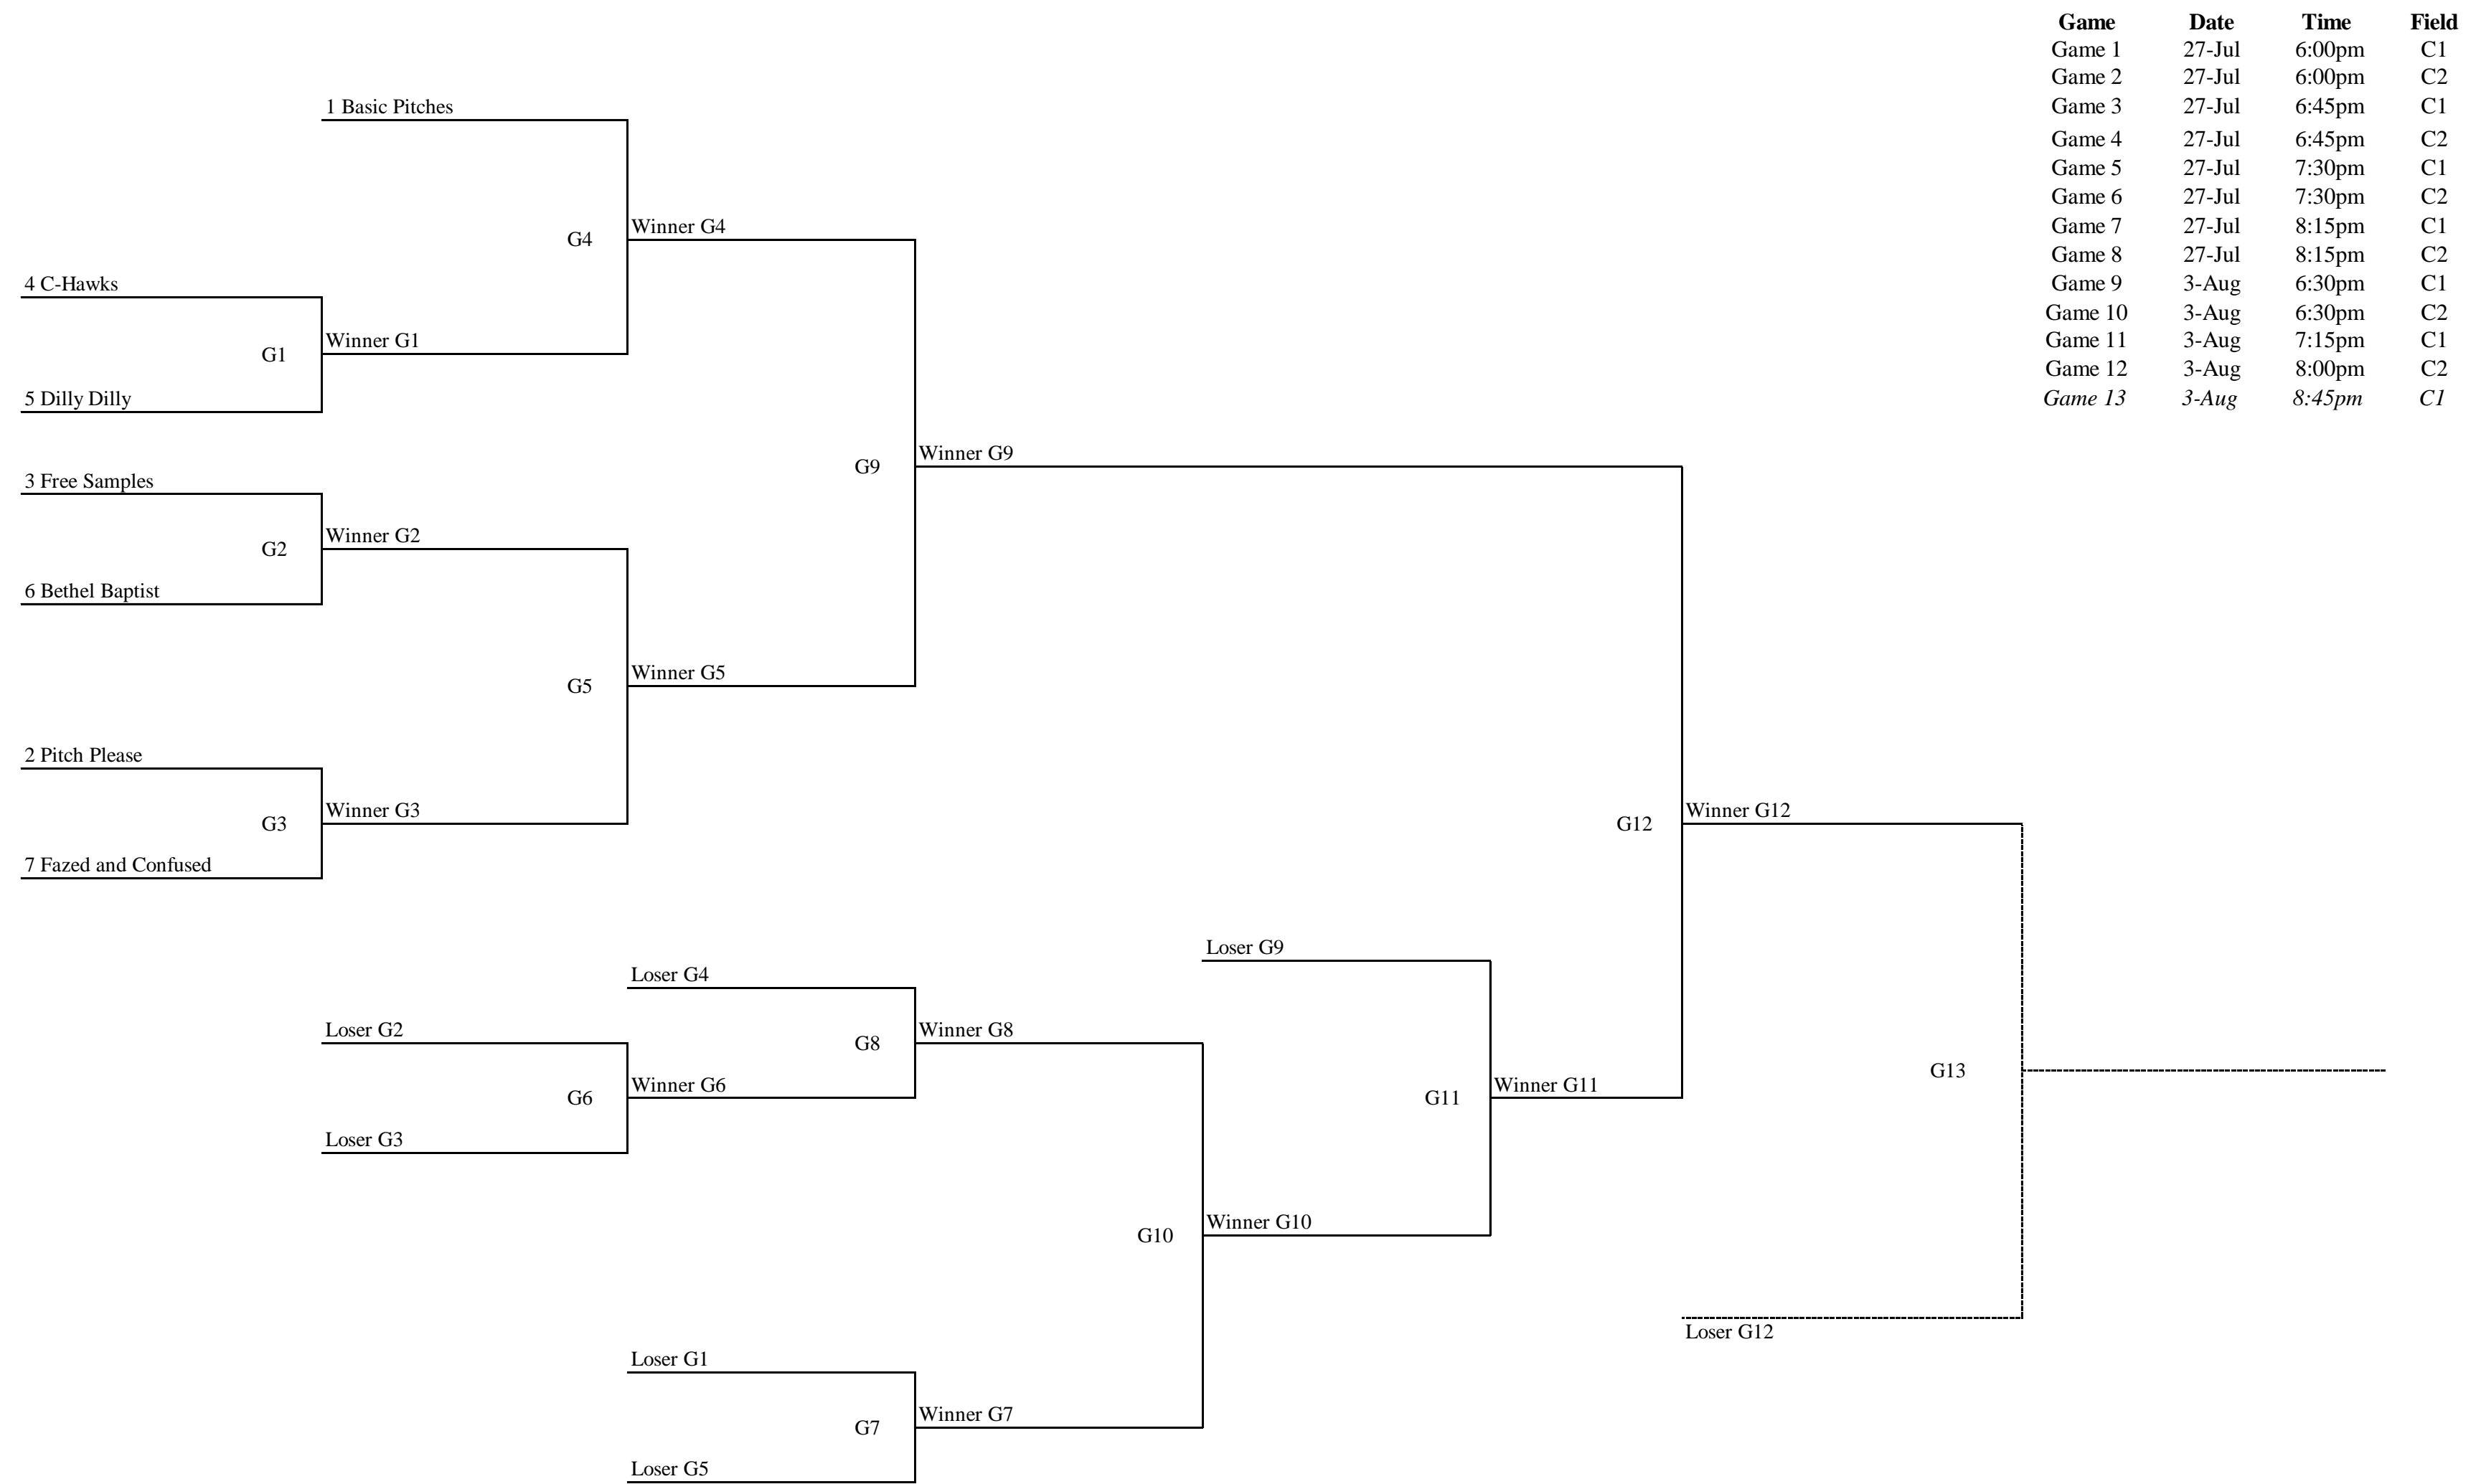 Game Date Time Field
Game 1 27-Jul 6:00pm C1
Game 2 27-Jul 6:00pm C2
Game 3 27-Jul 6:45pm C1
Game 4 27-Jul 6:45pm C2
Game 5 27-Jul 7:30pm C1
Game 6 27-Jul 7:30pm C2
Game 7 27-Jul 8:15pm C1
Game 8 27-Jul 8:15pm C2
Game 9 3-Aug 6:30pm C1
Game 10 3-Aug 6:30pm C2
Game 11 3-Aug 7:15pm C1
Game 12 3-Aug 8:00pm C2
Game 13 3-Aug 8:45pm C1
1 Basic Pitches
G4
Winner G4
4 C-Hawks
G1
Winner G1
5 Dilly Dilly
G9
Winner G9
3 Free Samples
G2
Winner G2
6 Bethel Baptist
G5
Winner G5
2 Pitch Please
G3
Winner G3
7 Fazed and Confused
G12
Winner G12
Loser G9
Loser G4
Loser G2
G8
Winner G8
G6
Winner G6
G11
Winner G11
G13
Loser G3
G10
Winner G10
Loser G12
Loser G1
G7
Winner G7
Loser G5